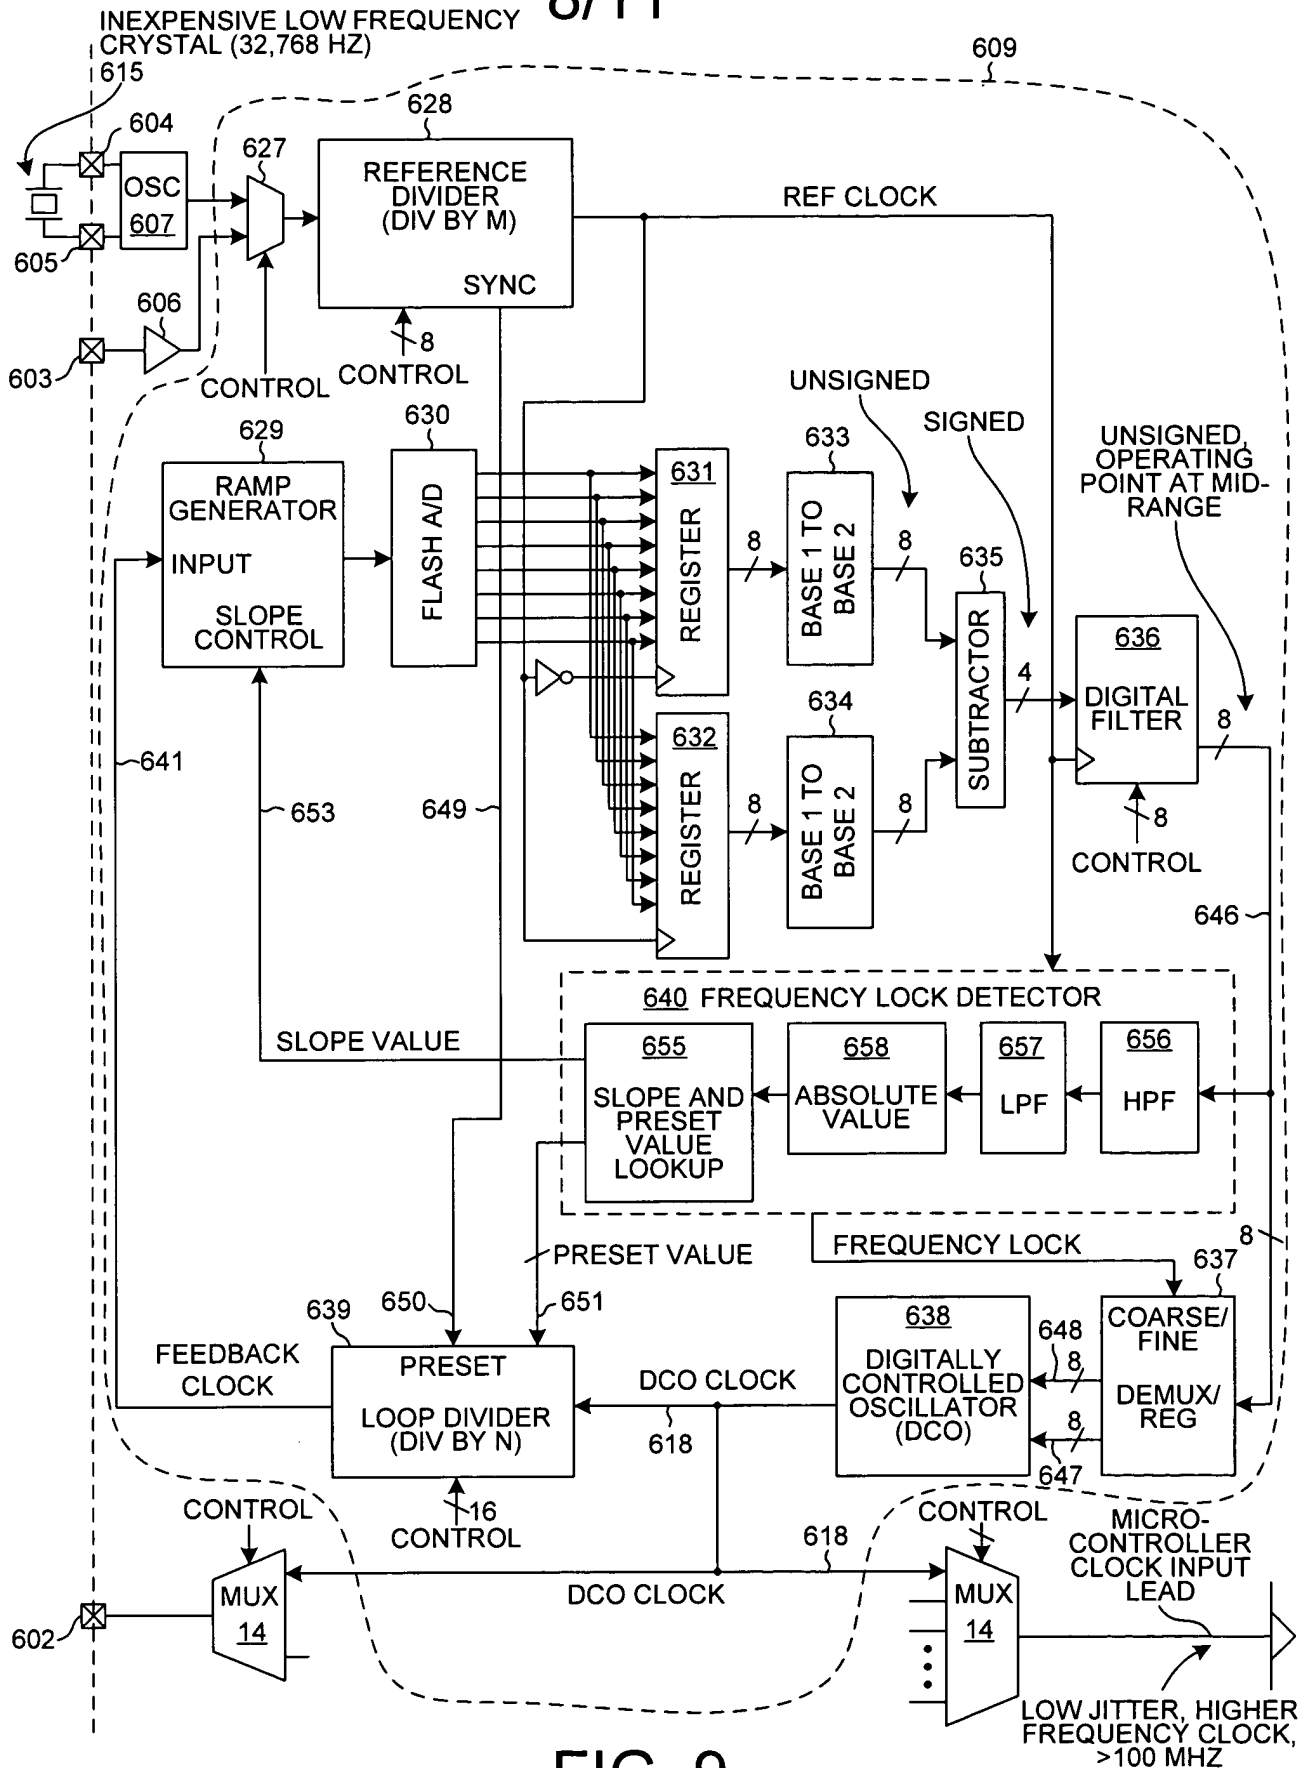 8/11
INEXPENSIVE LOW FREQUENCY
CRYSTAL (32,768 HZ)
615
609
604
628
627
OSC
607
REFERENCE
DIVIDER
(DIV BY M)
SYNC
REF CLOCK
605
606
603
CONTROL
8
CONTROL
629
630
UNSIGNED
SIGNED
UNSIGNED,
OPERATING
POINT AT MID-
RANGE
RAMP
GENERATOR
INPUT
SLOPE
CONTROL
FLASH A/D
631
REGISTER
8
633
BASE 1 TO
BASE 2
8
635
SUBTRACTOR
4
636
DIGITAL
FILTER
8
8
CONTROL
632
REGISTER
8
634
BASE 1 TO
BASE 2
8
641
653
649
646
640 FREQUENCY LOCK DETECTOR
SLOPE VALUE
655
SLOPE AND
PRESET
VALUE
LOOKUP
658
ABSOLUTE
VALUE
657
LPF
656
HPF
PRESET VALUE
FREQUENCY LOCK
8
637
639
650
651
FEEDBACK
CLOCK
PRESET
LOOP DIVIDER
(DIV BY N)
DCO CLOCK
618
638
DIGITALLY
CONTROLLED
OSCILLATOR
(DCO)
648
8
8
647
COARSE/
FINE
DEMUX/
REG
16
CONTROL
CONTROL
MUX
14
602
DCO CLOCK
618
CONTROL
MUX
14
MICRO-
CONTROLLER
CLOCK INPUT
LEAD
LOW JITTER, HIGHER
FREQUENCY CLOCK,
>100 MHZ
FIG. 9